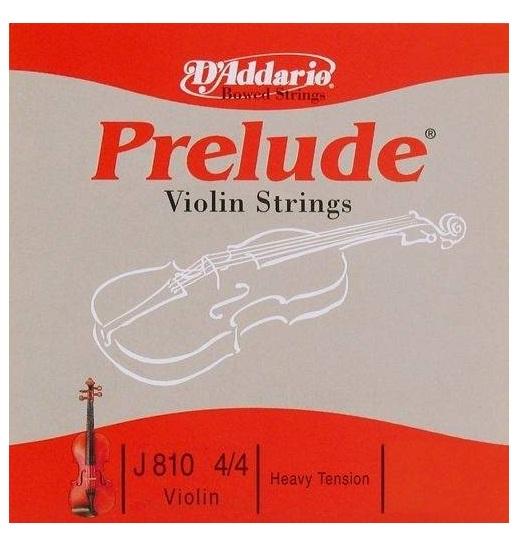 D'Addario®
Bowed Strings
Prelude®
Violin Strings
J 810 4/4
Violin
Heavy Tension